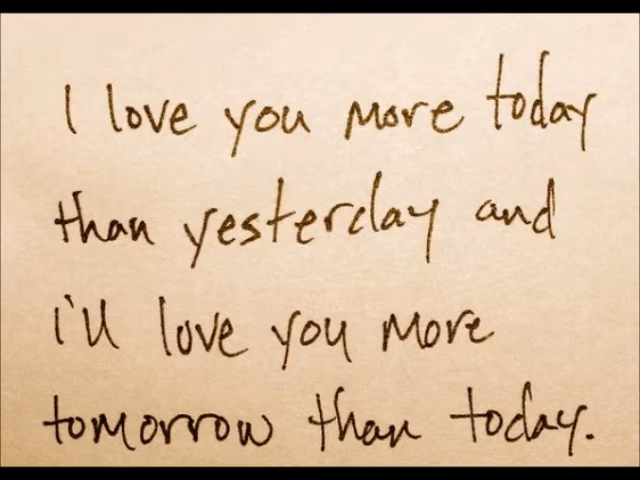 I love you more today
than yesterday and
i'll love you more
tomorrow than today.